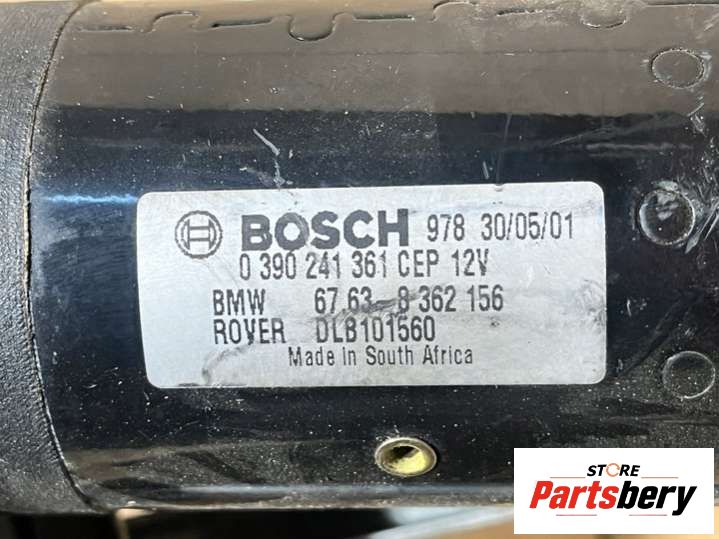 BOSCH 978 30/05/01
0 390 241 361 CEP 12V
BMW 67.63-8 362 156
ROVER DLB101560
Made in South Africa
STORE
Partsbery